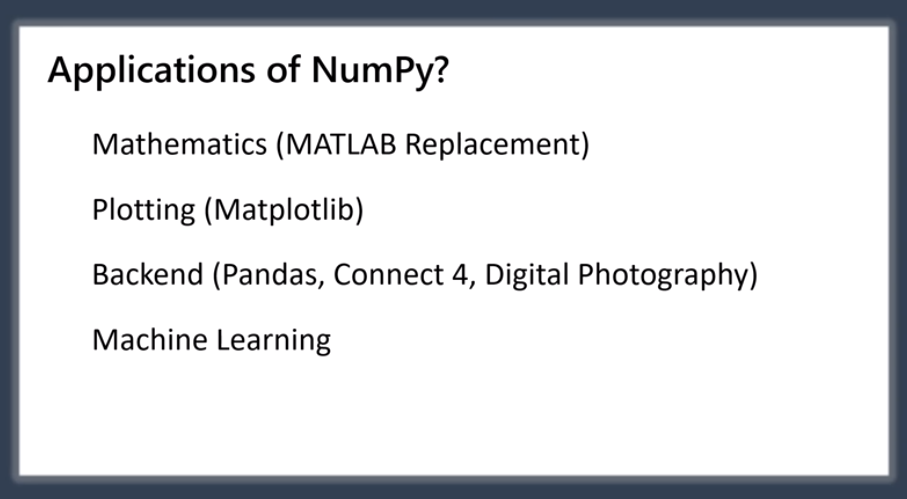 Applications of NumPy?
Mathematics (MATLAB Replacement)
Plotting (Matplotlib)
Backend (Pandas, Connect 4, Digital Photography)
Machine Learning